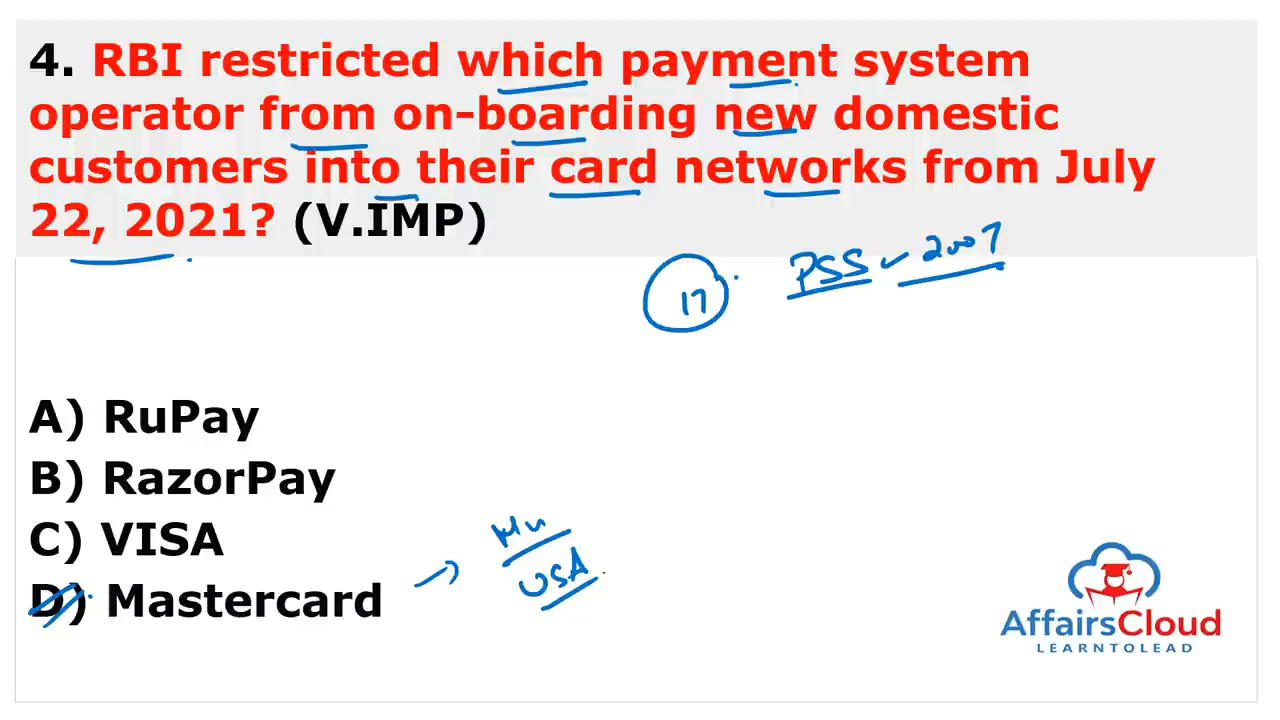 4. RBI restricted which payment system
operator from on-boarding new domestic
customers into their card networks from July
22, 2021? (V.IMP)
17 PSS 2007
A) RuPay
B) RazorPay
C) VISA
D) Mastercard
USA
AffairsCloud
LEARNTOLEAD